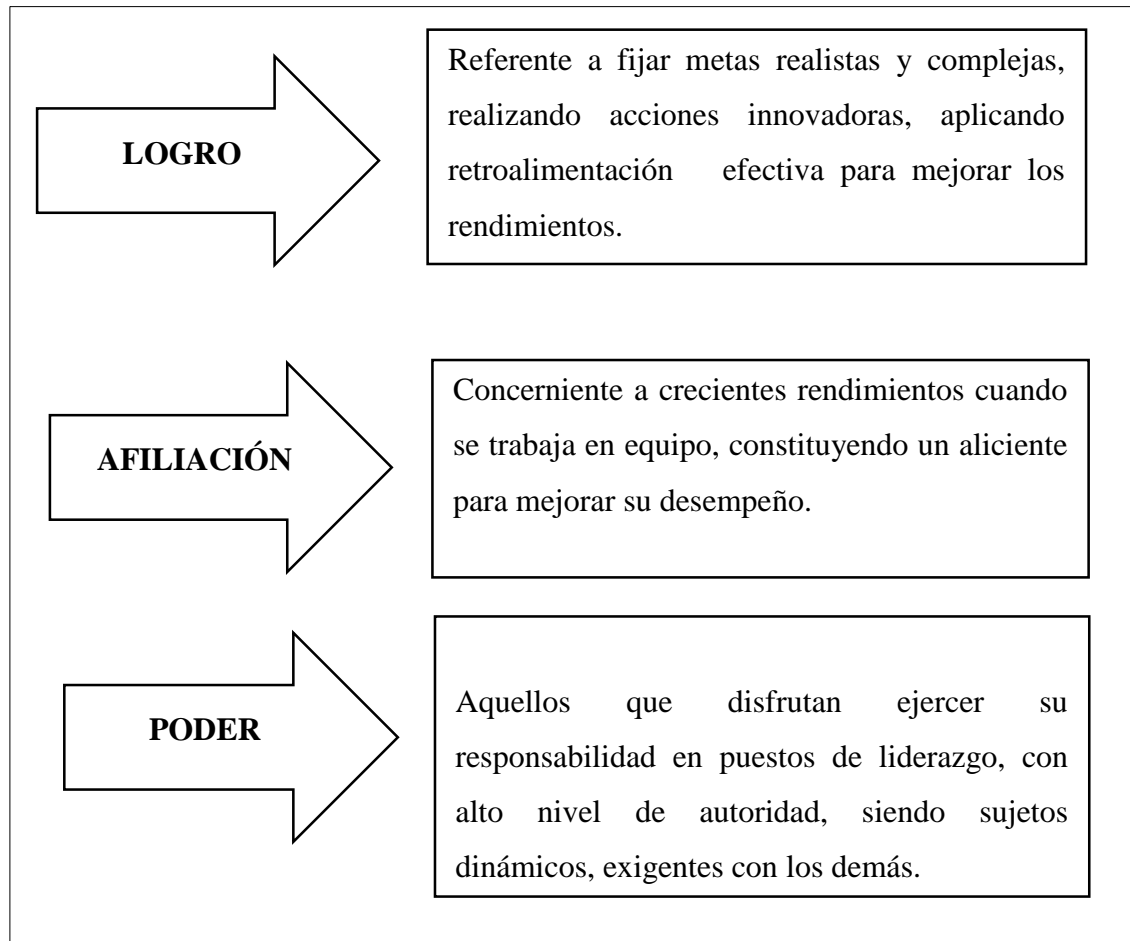 LOGRO
Referente a fijar metas realistas y complejas,
realizando acciones innovadoras, aplicando
retroalimentación efectiva para mejorar los
rendimientos.
AFILIACIÓN
Concerniente a crecientes rendimientos cuando
se trabaja en equipo, constituyendo un aliciente
para mejorar su desempeño.
PODER
Aquellos que disfrutan ejercer su
responsabilidad en puestos de liderazgo, con
alto nivel de autoridad, siendo sujetos
dinámicos, exigentes con los demás.